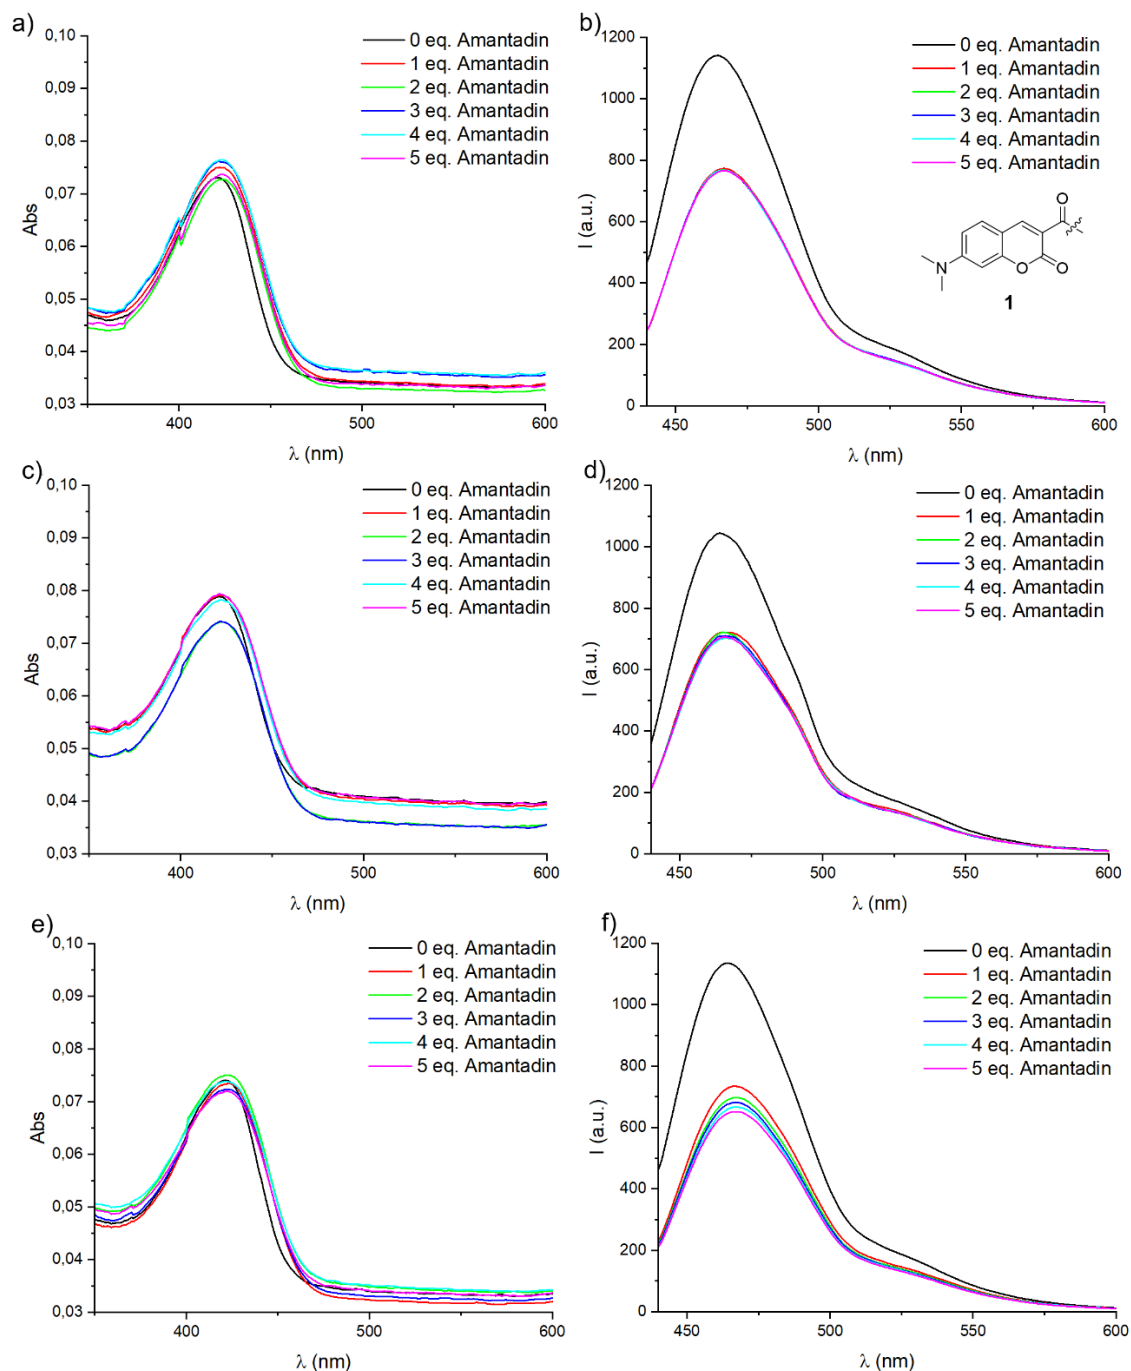 a)
0,10
0,09
0,08
0,07
0,06
0,05
0,04
0,03
Abs
400
500
600
λ (nm)
0 eq. Amantadin
1 eq. Amantadin
2 eq. Amantadin
3 eq. Amantadin
4 eq. Amantadin
5 eq. Amantadin
b)
1200
1000
800
600
400
200
0
I (a.u.)
450
500
550
600
λ (nm)
0 eq. Amantadin
1 eq. Amantadin
2 eq. Amantadin
3 eq. Amantadin
4 eq. Amantadin
5 eq. Amantadin
O
N
O
O
1
c)
0,10
0,09
0,08
0,07
0,06
0,05
0,04
0,03
Abs
400
500
600
λ (nm)
0 eq. Amantadin
1 eq. Amantadin
2 eq. Amantadin
3 eq. Amantadin
4 eq. Amantadin
5 eq. Amantadin
d)
1200
1000
800
600
400
200
0
I (a.u.)
450
500
550
600
λ (nm)
0 eq. Amantadin
1 eq. Amantadin
2 eq. Amantadin
3 eq. Amantadin
4 eq. Amantadin
5 eq. Amantadin
e)
0,10
0,09
0,08
0,07
0,06
0,05
0,04
0,03
Abs
400
500
600
λ (nm)
0 eq. Amantadin
1 eq. Amantadin
2 eq. Amantadin
3 eq. Amantadin
4 eq. Amantadin
5 eq. Amantadin
f)
1200
1000
800
600
400
200
0
I (a.u.)
450
500
550
600
λ (nm)
0 eq. Amantadin
1 eq. Amantadin
2 eq. Amantadin
3 eq. Amantadin
4 eq. Amantadin
5 eq. Amantadin